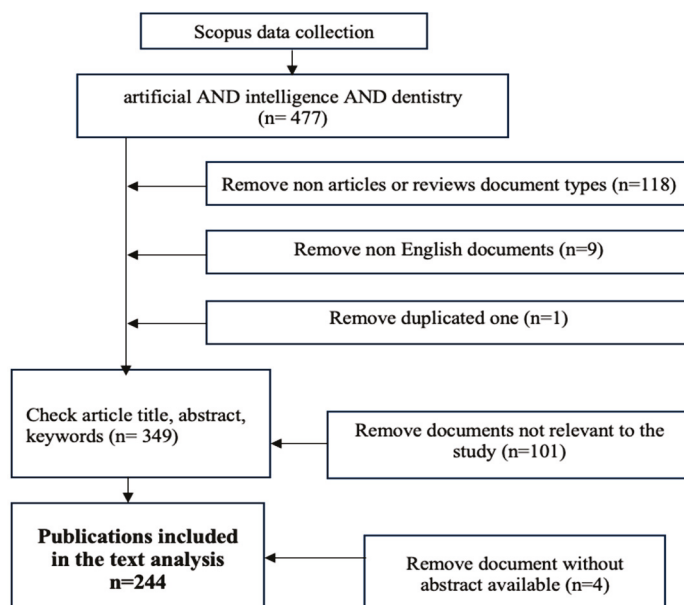 Scopus data collection
artificial AND intelligence AND dentistry
(n= 477)
Remove non articles or reviews document types (n=118)
Remove non English documents (n=9)
Remove duplicated one (n=1)
Check article title, abstract,
keywords (n= 349)
Remove documents not relevant to the
study (n=101)
Publications included
in the text analysis
n=244
Remove document without
abstract available (n=4)